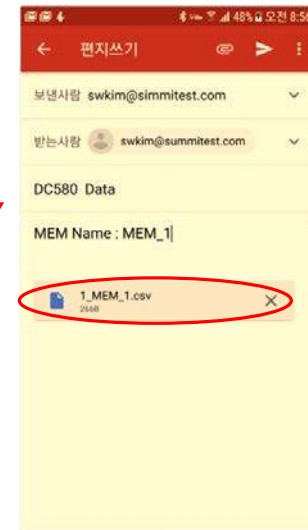 48% 오전 8:50
편지쓰기
보낸사람 swkim@simmitest.com
받는사람 swkim@summitest.com
DC580 Data
MEM Name : MEM_1
1_MEM_1.csv
266B